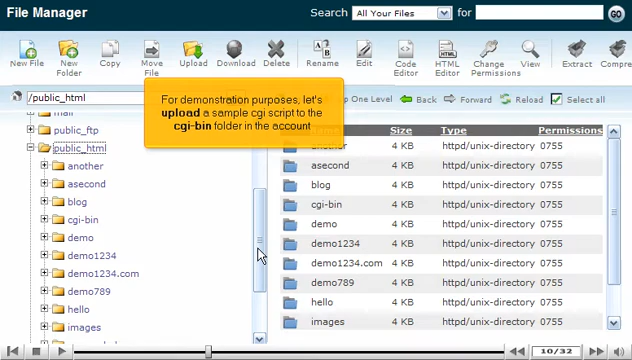 File Manager
Search All Your Files for GO
New File New Folder Copy Move File Upload Download Delete Rename Edit Code Editor HTML Editor Change Permissions View Extract Compre
/public_html
Up One Level Back Forward Reload Select all
For demonstration purposes, let's
upload a sample cgi script to the
cgi-bin folder in the account
mail
public_ftp
public_html
another
asecond
blog
cgi-bin
demo
demo1234
demo1234.com
demo789
hello
images
Size Type Permissions
another 4 KB httpd/unix-directory 0755
asecond 4 KB httpd/unix-directory 0755
blog 4 KB httpd/unix-directory 0755
cgi-bin 4 KB httpd/unix-directory 0755
demo 4 KB httpd/unix-directory 0755
demo1234 4 KB httpd/unix-directory 0755
demo1234.com 4 KB httpd/unix-directory 0755
demo789 4 KB httpd/unix-directory 0755
hello 4 KB httpd/unix-directory 0755
images 4 KB httpd/unix-directory 0755
10/32